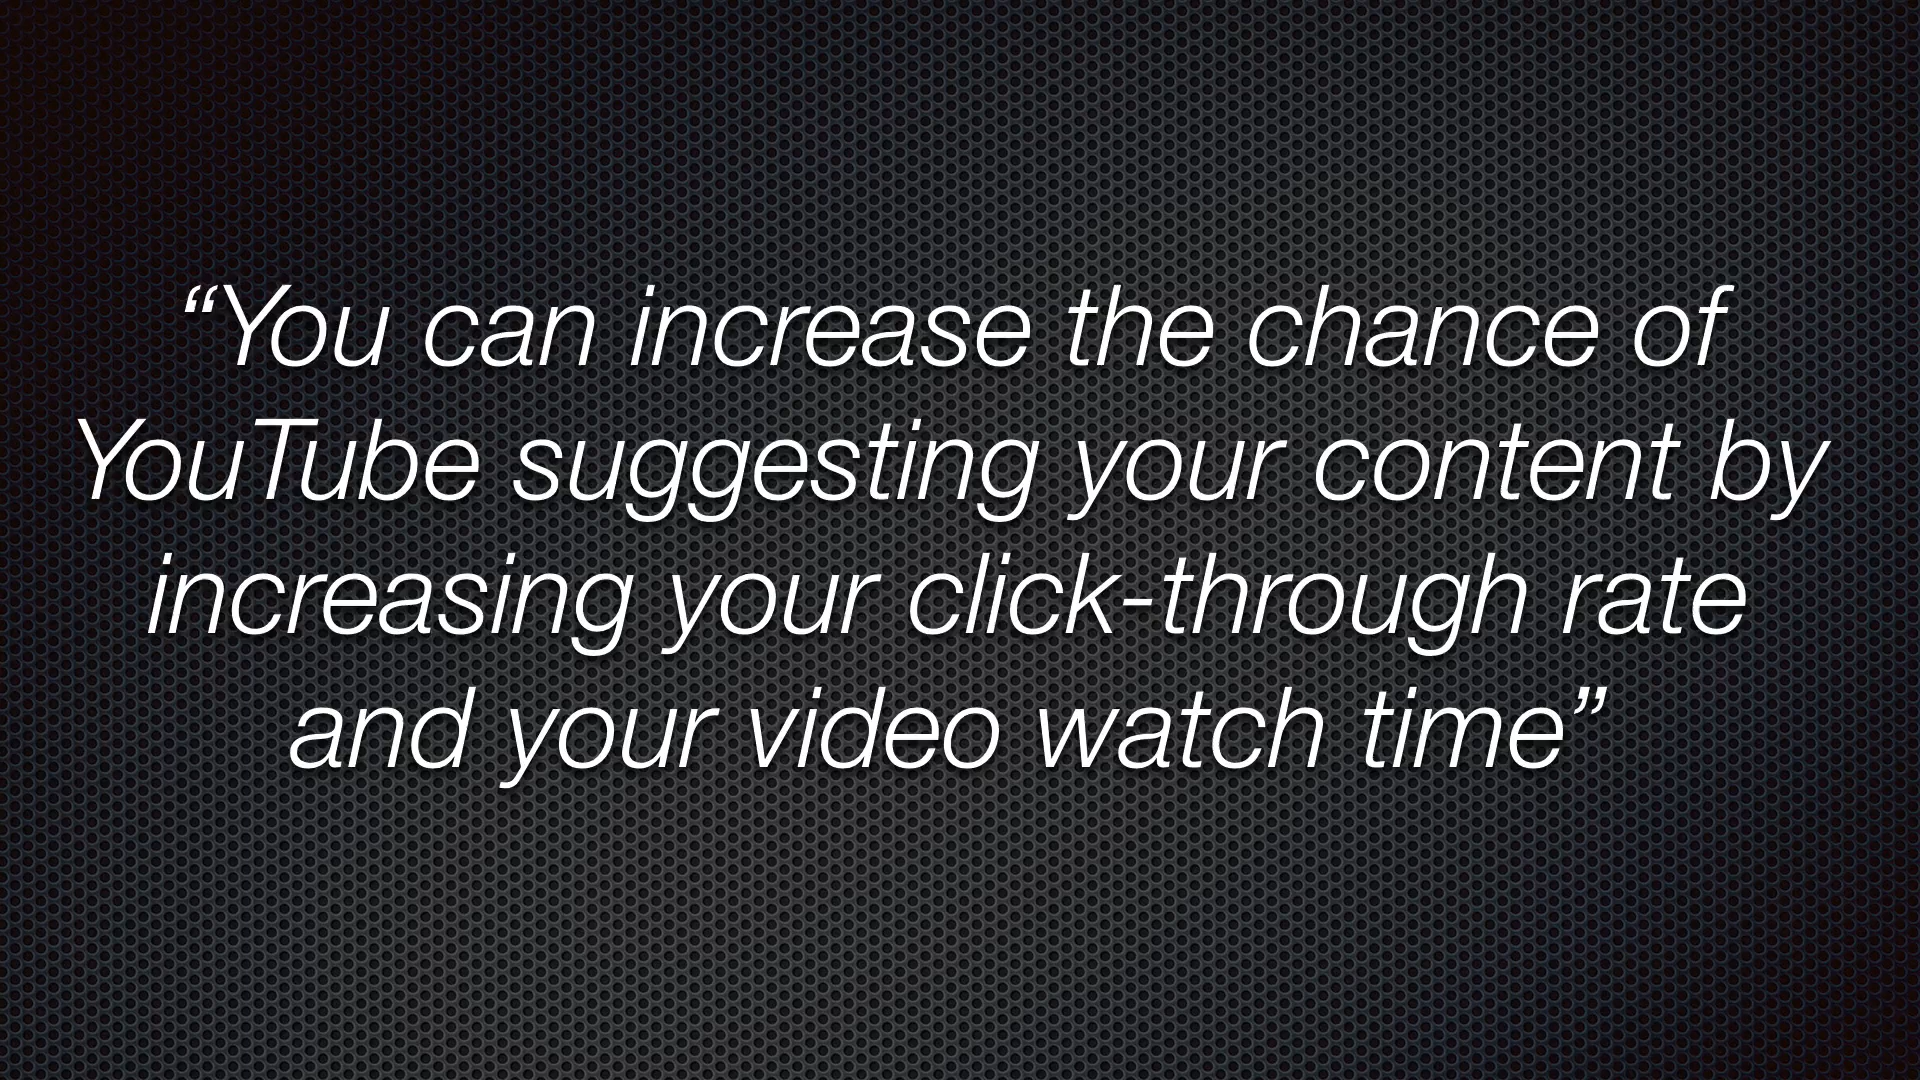 “You can increase the chance of
YouTube suggesting your content by
increasing your click-through rate
and your video watch time”